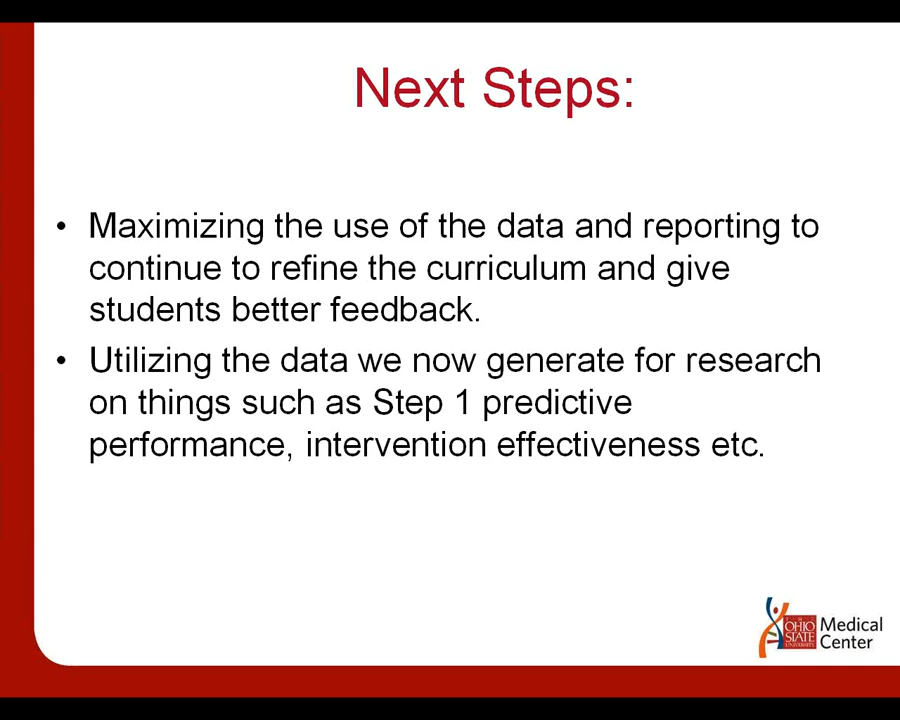 Next Steps:
• Maximizing the use of the data and reporting to
continue to refine the curriculum and give
students better feedback.
• Utilizing the data we now generate for research
on things such as Step 1 predictive
performance, intervention effectiveness etc.
OHIO
STATE
UNIVERSITY
Medical
Center